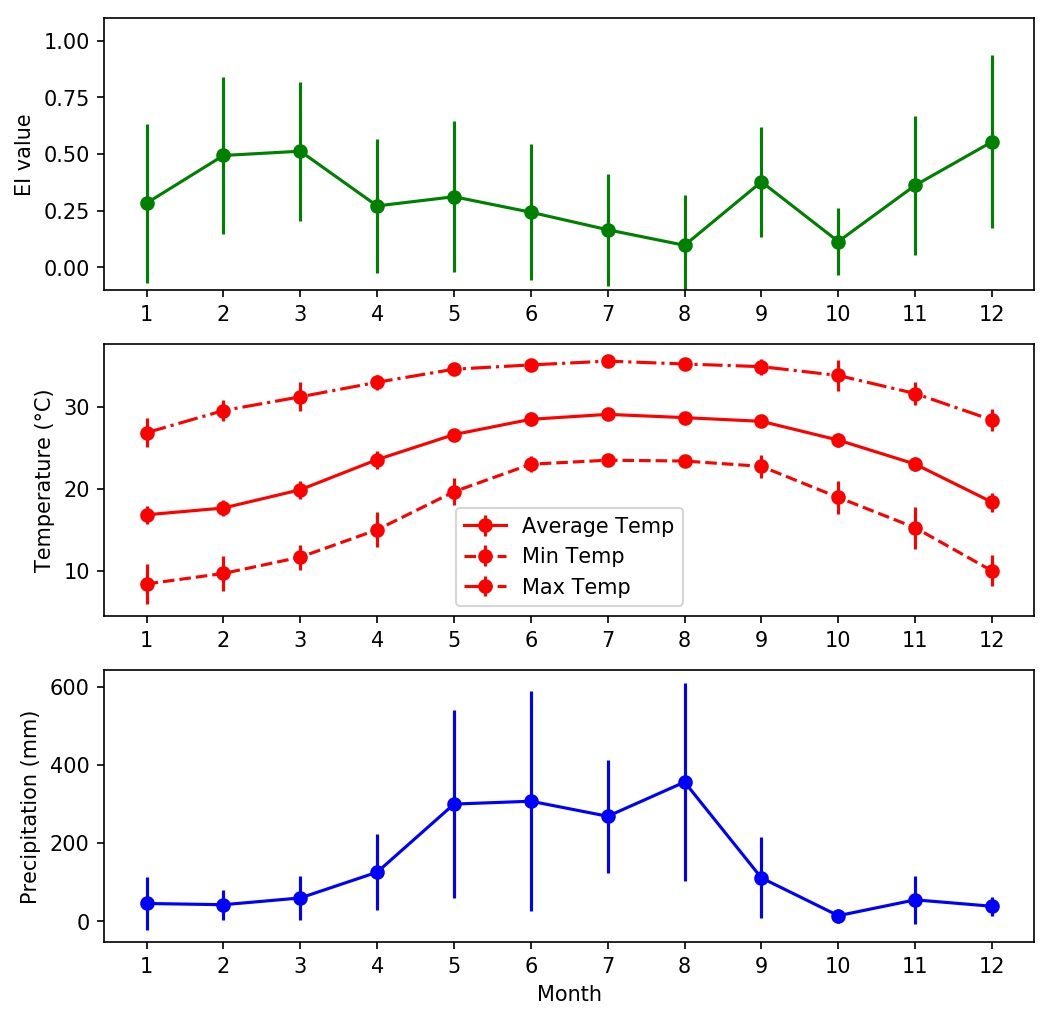 EI value
1.00
0.75
0.50
0.25
0.00
1 2 3 4 5 6 7 8 9 10 11 12
Temperature (°C)
30
20
10
Average Temp
Min Temp
Max Temp
1 2 3 4 5 6 7 8 9 10 11 12
Precipitation (mm)
600
400
200
0
1 2 3 4 5 6 7 8 9 10 11 12
Month